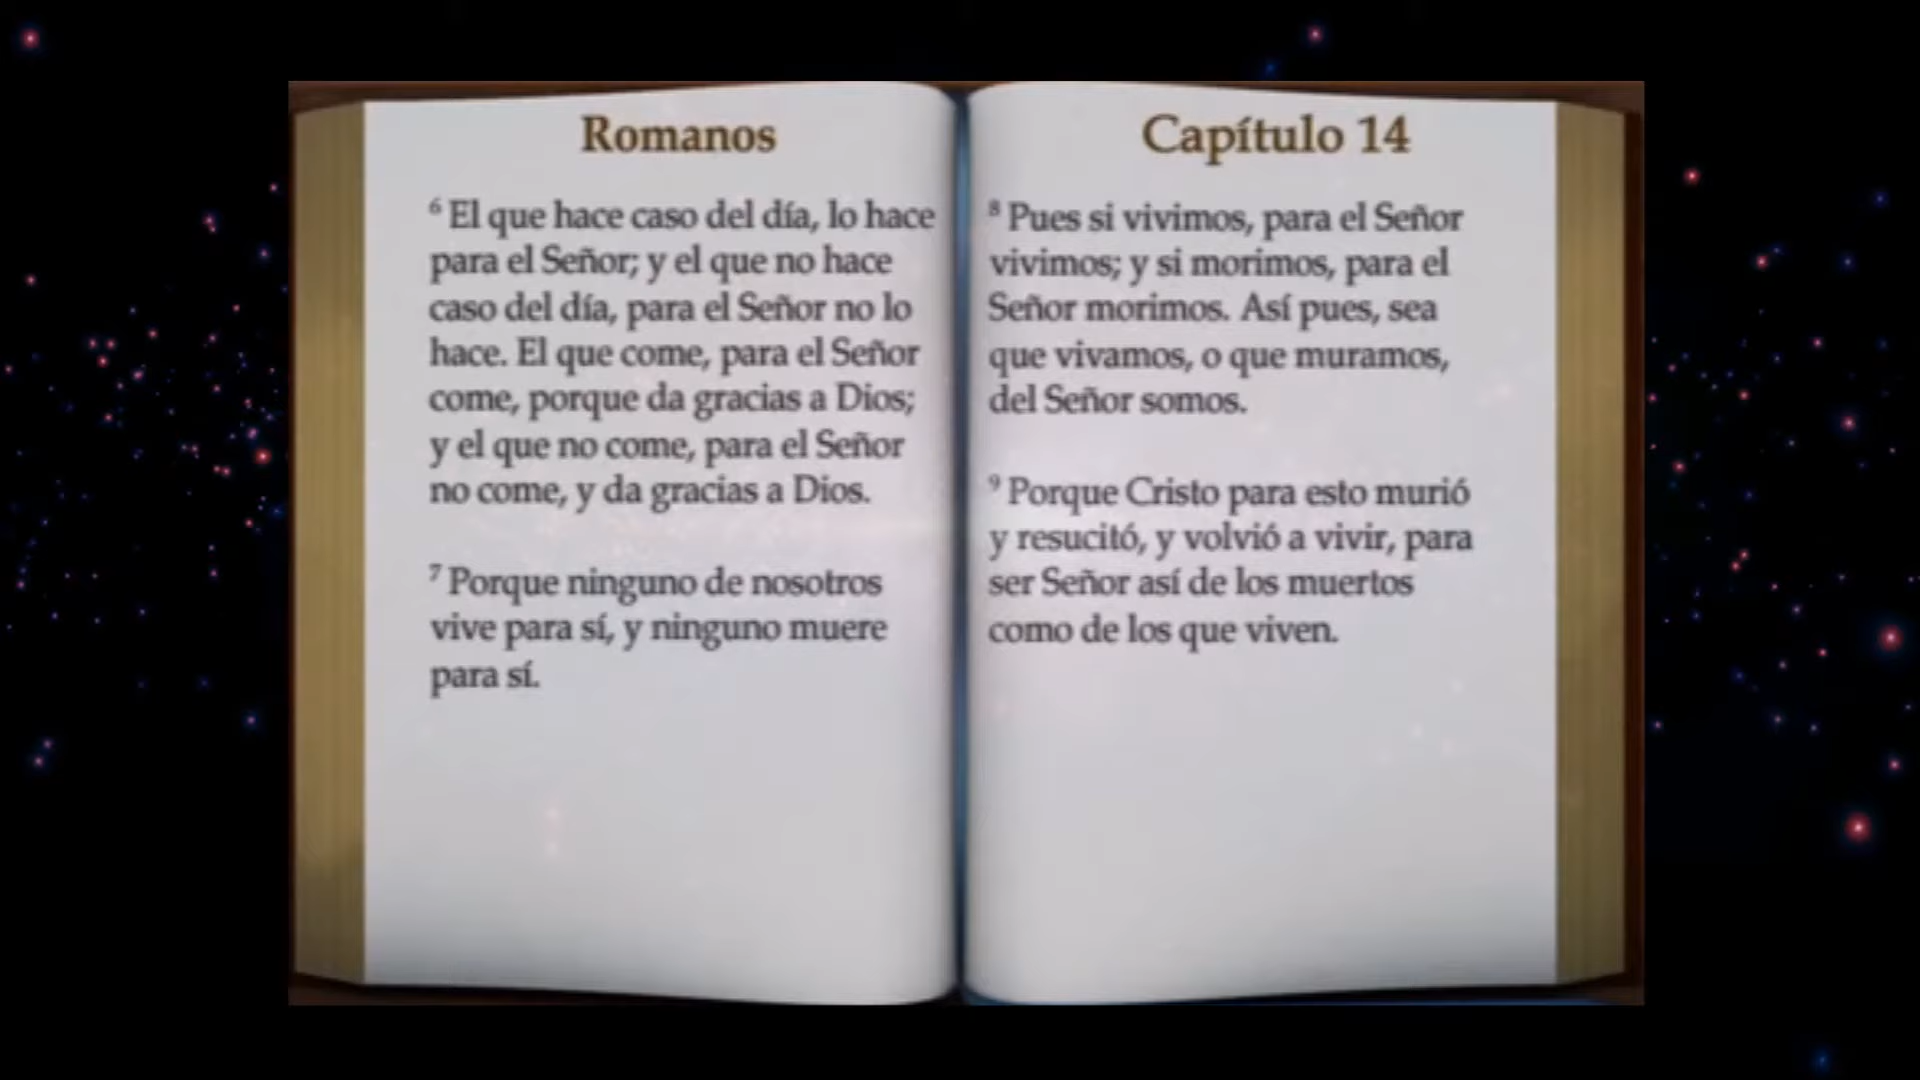 Romanos
6 El que hace caso del día, lo hace
para el Señor; y el que no hace
caso del día, para el Señor no lo
hace. El que come, para el Señor
come, porque da gracias a Dios;
y el que no come, para el Señor
no come, y da gracias a Dios.
7 Porque ninguno de nosotros
vive para sí, y ninguno muere
para sí.
Capítulo 14
8 Pues si vivimos, para el Señor
vivimos; y si morimos, para el
Señor morimos. Así pues, sea
que vivamos, o que muramos,
del Señor somos.
9 Porque Cristo para esto murió
y resucitó, y volvió a vivir, para
ser Señor así de los muertos
como de los que viven.